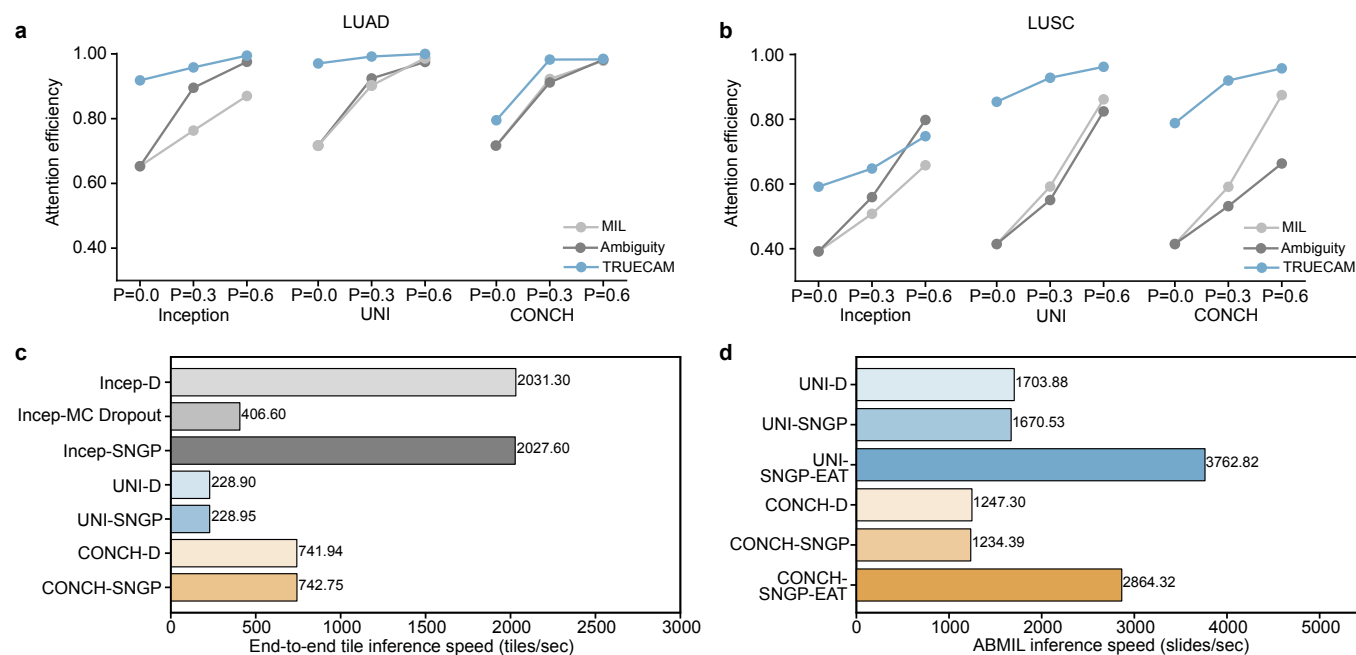 a
LUAD
Attention efficiency
1.00
0.80
0.60
0.40
MIL
Ambiguity
TRUECAM
P=0.0 P=0.3 P=0.6 P=0.0 P=0.3 P=0.6 P=0.0 P=0.3 P=0.6
Inception UNI CONCH
b
LUSC
Attention efficiency
1.00
0.80
0.60
0.40
MIL
Ambiguity
TRUECAM
P=0.0 P=0.3 P=0.6 P=0.0 P=0.3 P=0.6 P=0.0 P=0.3 P=0.6
Inception UNI CONCH
c
Incep-D 2031.30
Incep-MC Dropout 406.60
Incep-SNGP 2027.60
UNI-D 228.90
UNI-SNGP 228.95
CONCH-D 741.94
CONCH-SNGP 742.75
0 500 1000 1500 2000 2500 3000
End-to-end tile inference speed (tiles/sec)
d
UNI-D 1703.88
UNI-SNGP 1670.53
UNI-
SNGP-EAT 3762.82
CONCH-D 1247.30
CONCH-SNGP 1234.39
CONCH-
SNGP-EAT 2864.32
0 1000 2000 3000 4000 5000
ABMIL inference speed (slides/sec)